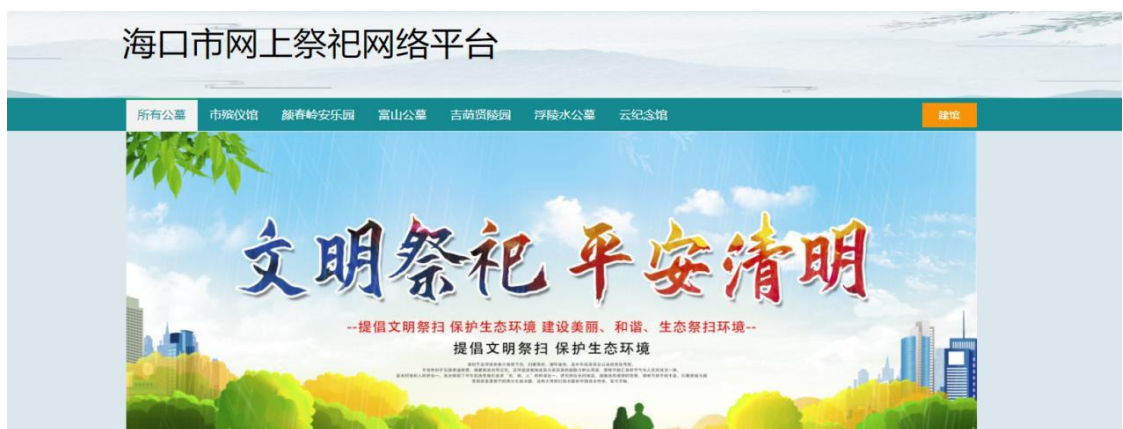 海口市网上祭祀网络平台
所有公墓 市殡仪馆 颜春岭安乐园 富山公墓 吉荫贤陵园 浮陵水公墓 云纪念馆 建馆
文明祭祀 平安清明
--提倡文明祭扫 保护生态环境 建设美丽、和谐、生态祭扫环境--
提倡文明祭扫 保护生态环境